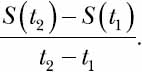 S(t₂) – S(t₁)
t₂ – t₁ .